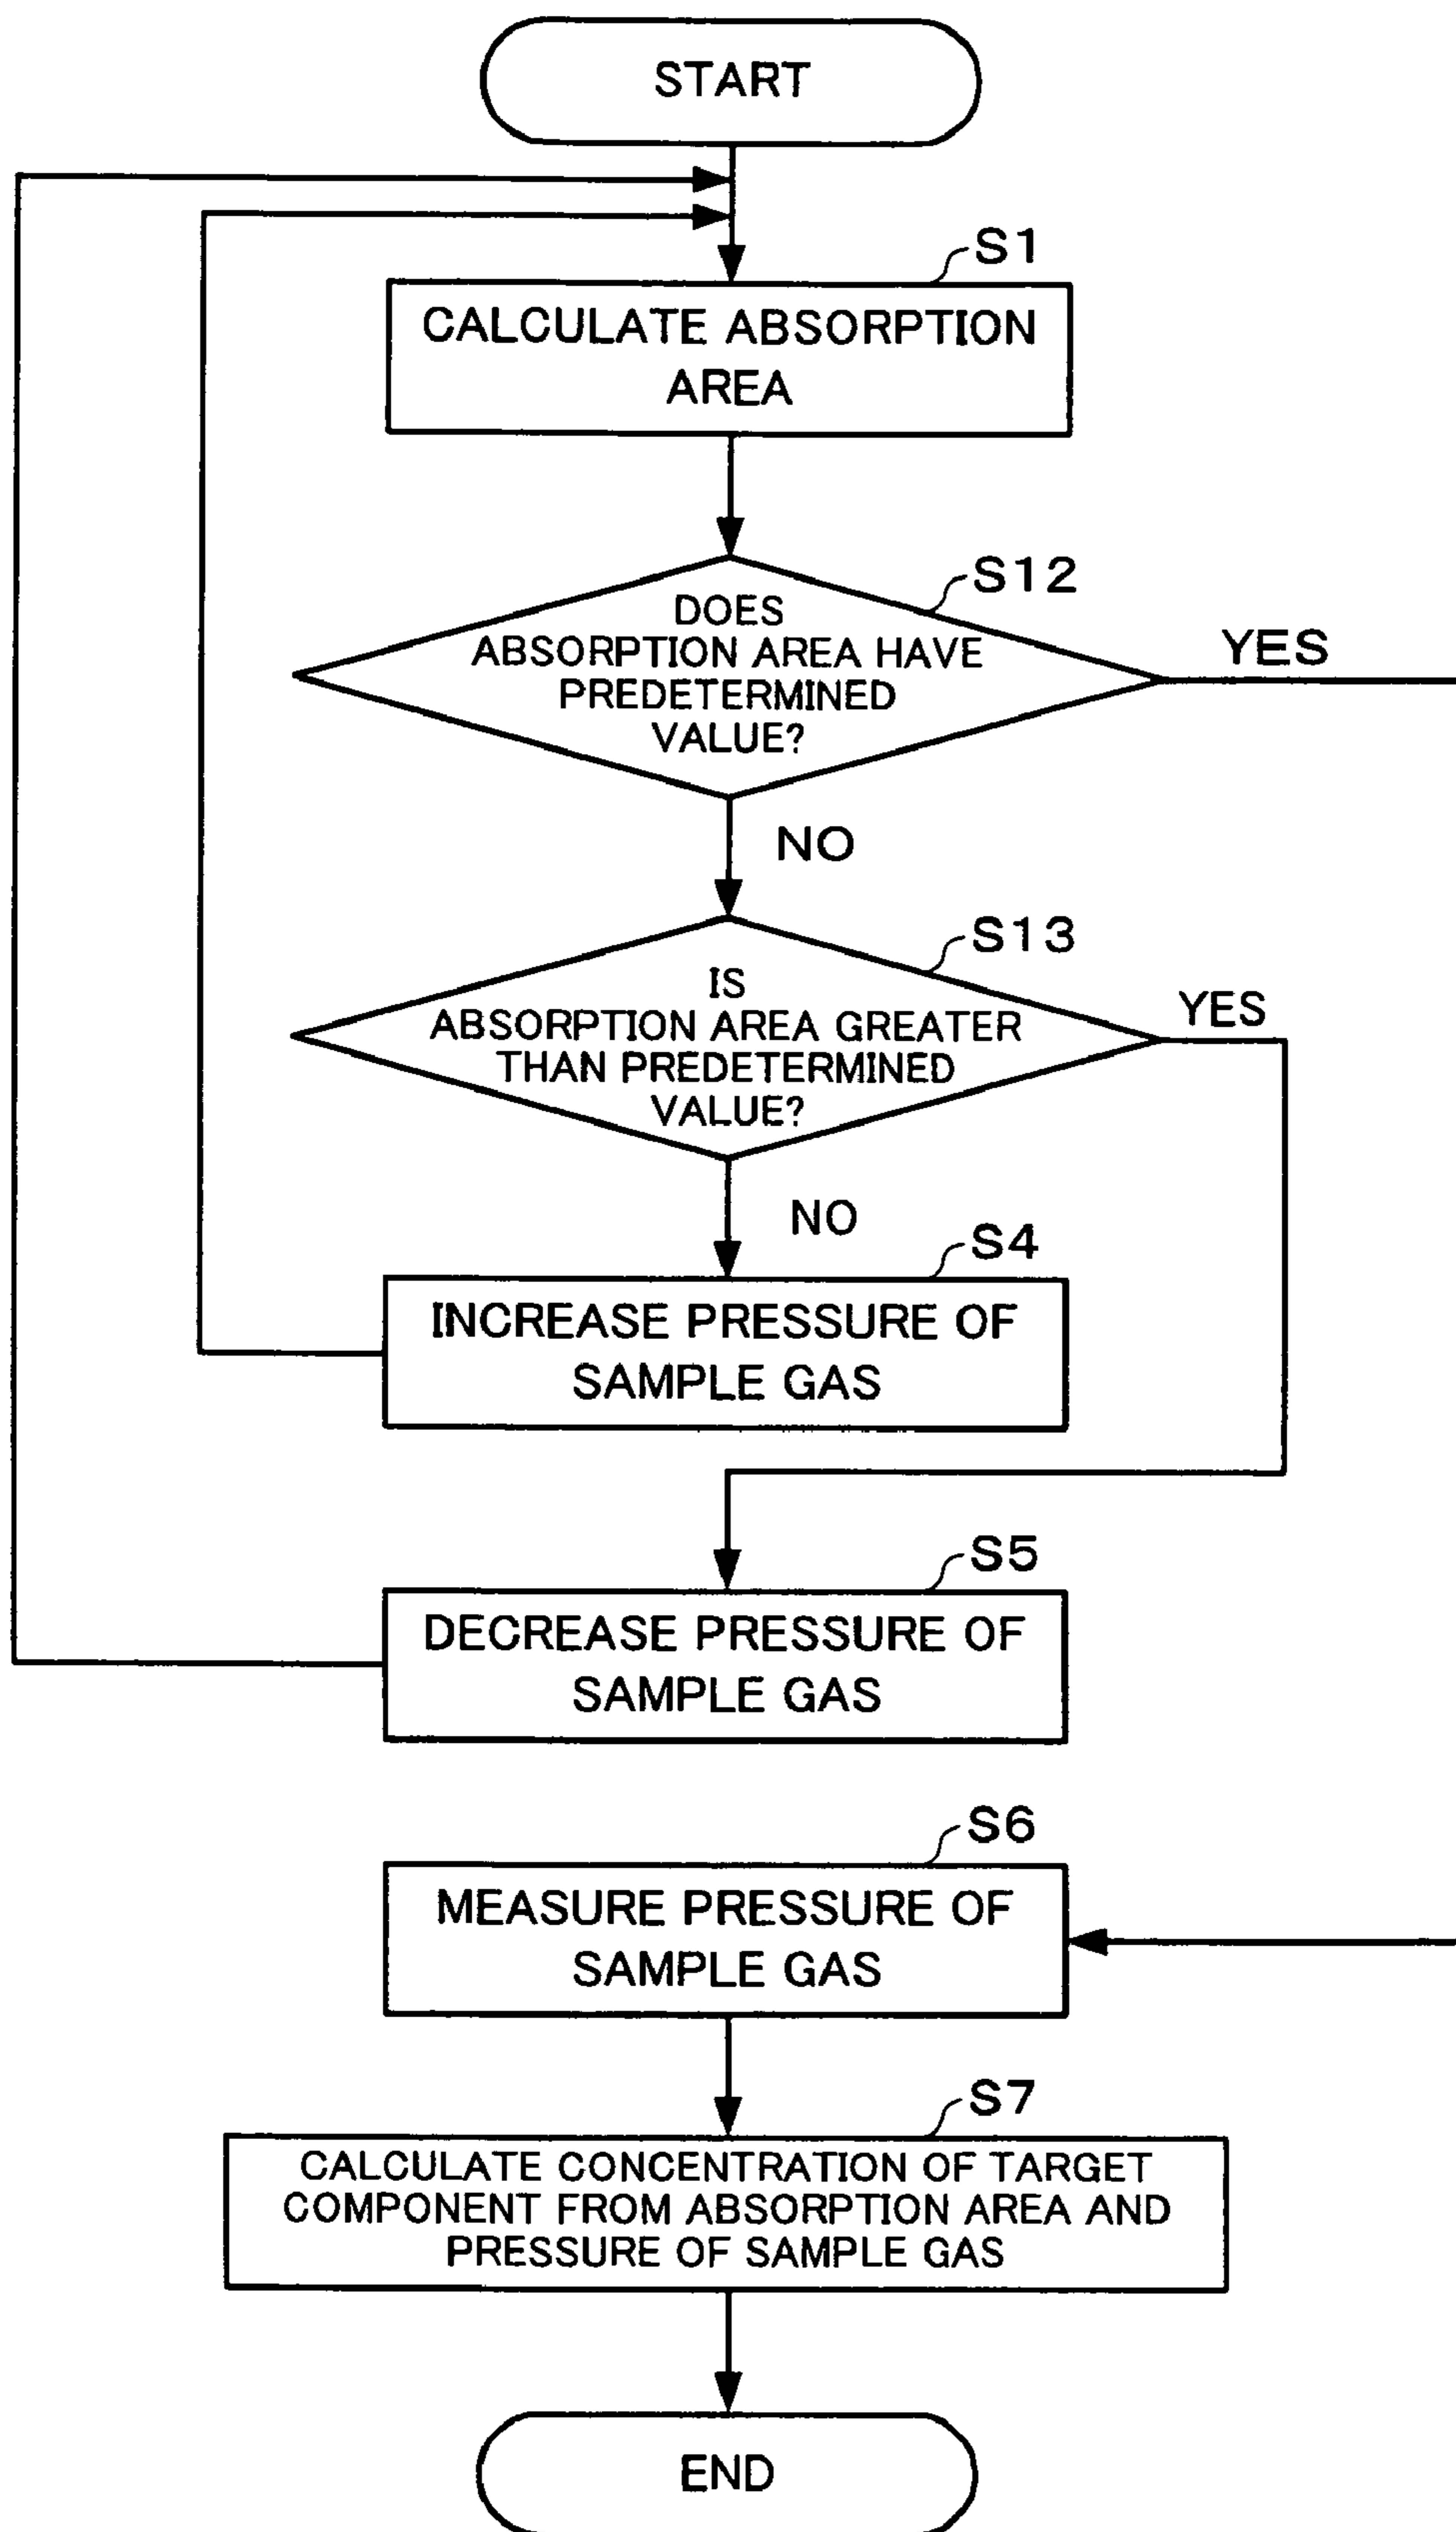 START
S1
CALCULATE ABSORPTION
AREA
S12
DOES
ABSORPTION AREA HAVE
PREDETERMINED
VALUE?
YES
NO
S13
IS
ABSORPTION AREA GREATER
THAN PREDETERMINED
VALUE?
YES
NO
S4
INCREASE PRESSURE OF
SAMPLE GAS
S5
DECREASE PRESSURE OF
SAMPLE GAS
S6
MEASURE PRESSURE OF
SAMPLE GAS
S7
CALCULATE CONCENTRATION OF TARGET
COMPONENT FROM ABSORPTION AREA AND
PRESSURE OF SAMPLE GAS
END